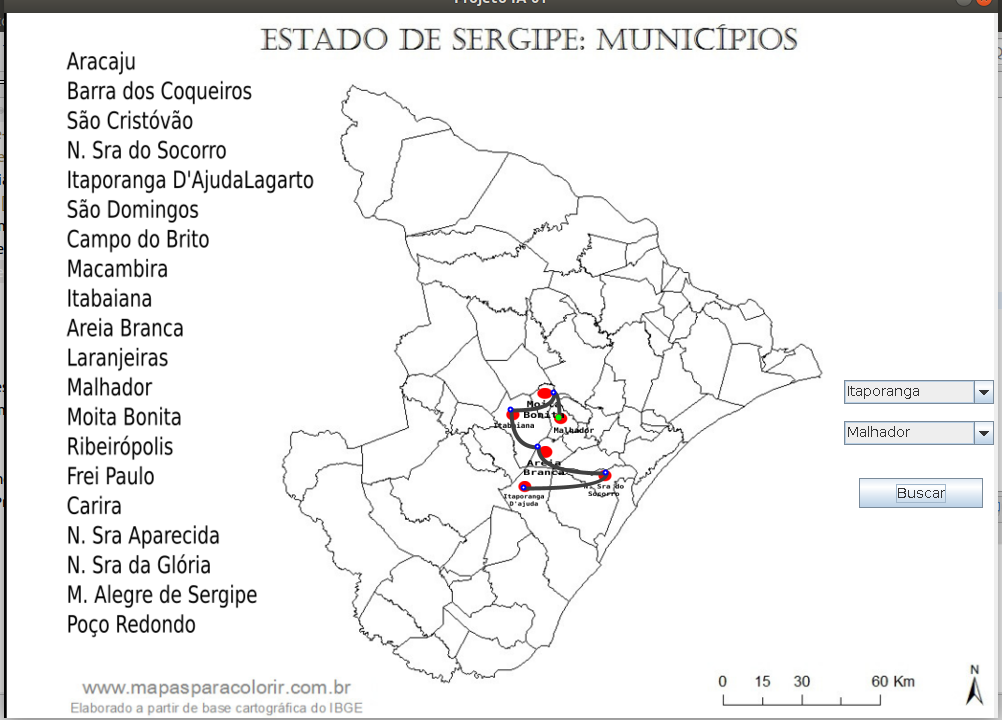 Projeto IA 01
ESTADO DE SERGIPE: MUNICÍPIOS
Aracaju
Barra dos Coqueiros
São Cristóvão
N. Sra do Socorro
Itaporanga D'AjudaLagarto
São Domingos
Campo do Brito
Macambira
Itabaiana
Areia Branca
Laranjeiras
Malhador
Moita Bonita
Ribeirópolis
Frei Paulo
Carira
N. Sra Aparecida
N. Sra da Glória
M. Alegre de Sergipe
Poço Redondo
Moita
Bonita
Itabaiana
Malhador
Areia
Branca
N. Sra do
Socorro
Itaporanga
D'ajuda
Itaporanga
Malhador
Buscar
N
0 15 30 60 Km
www.mapasparacolorir.com.br
Elaborado a partir de base cartográfica do IBGE